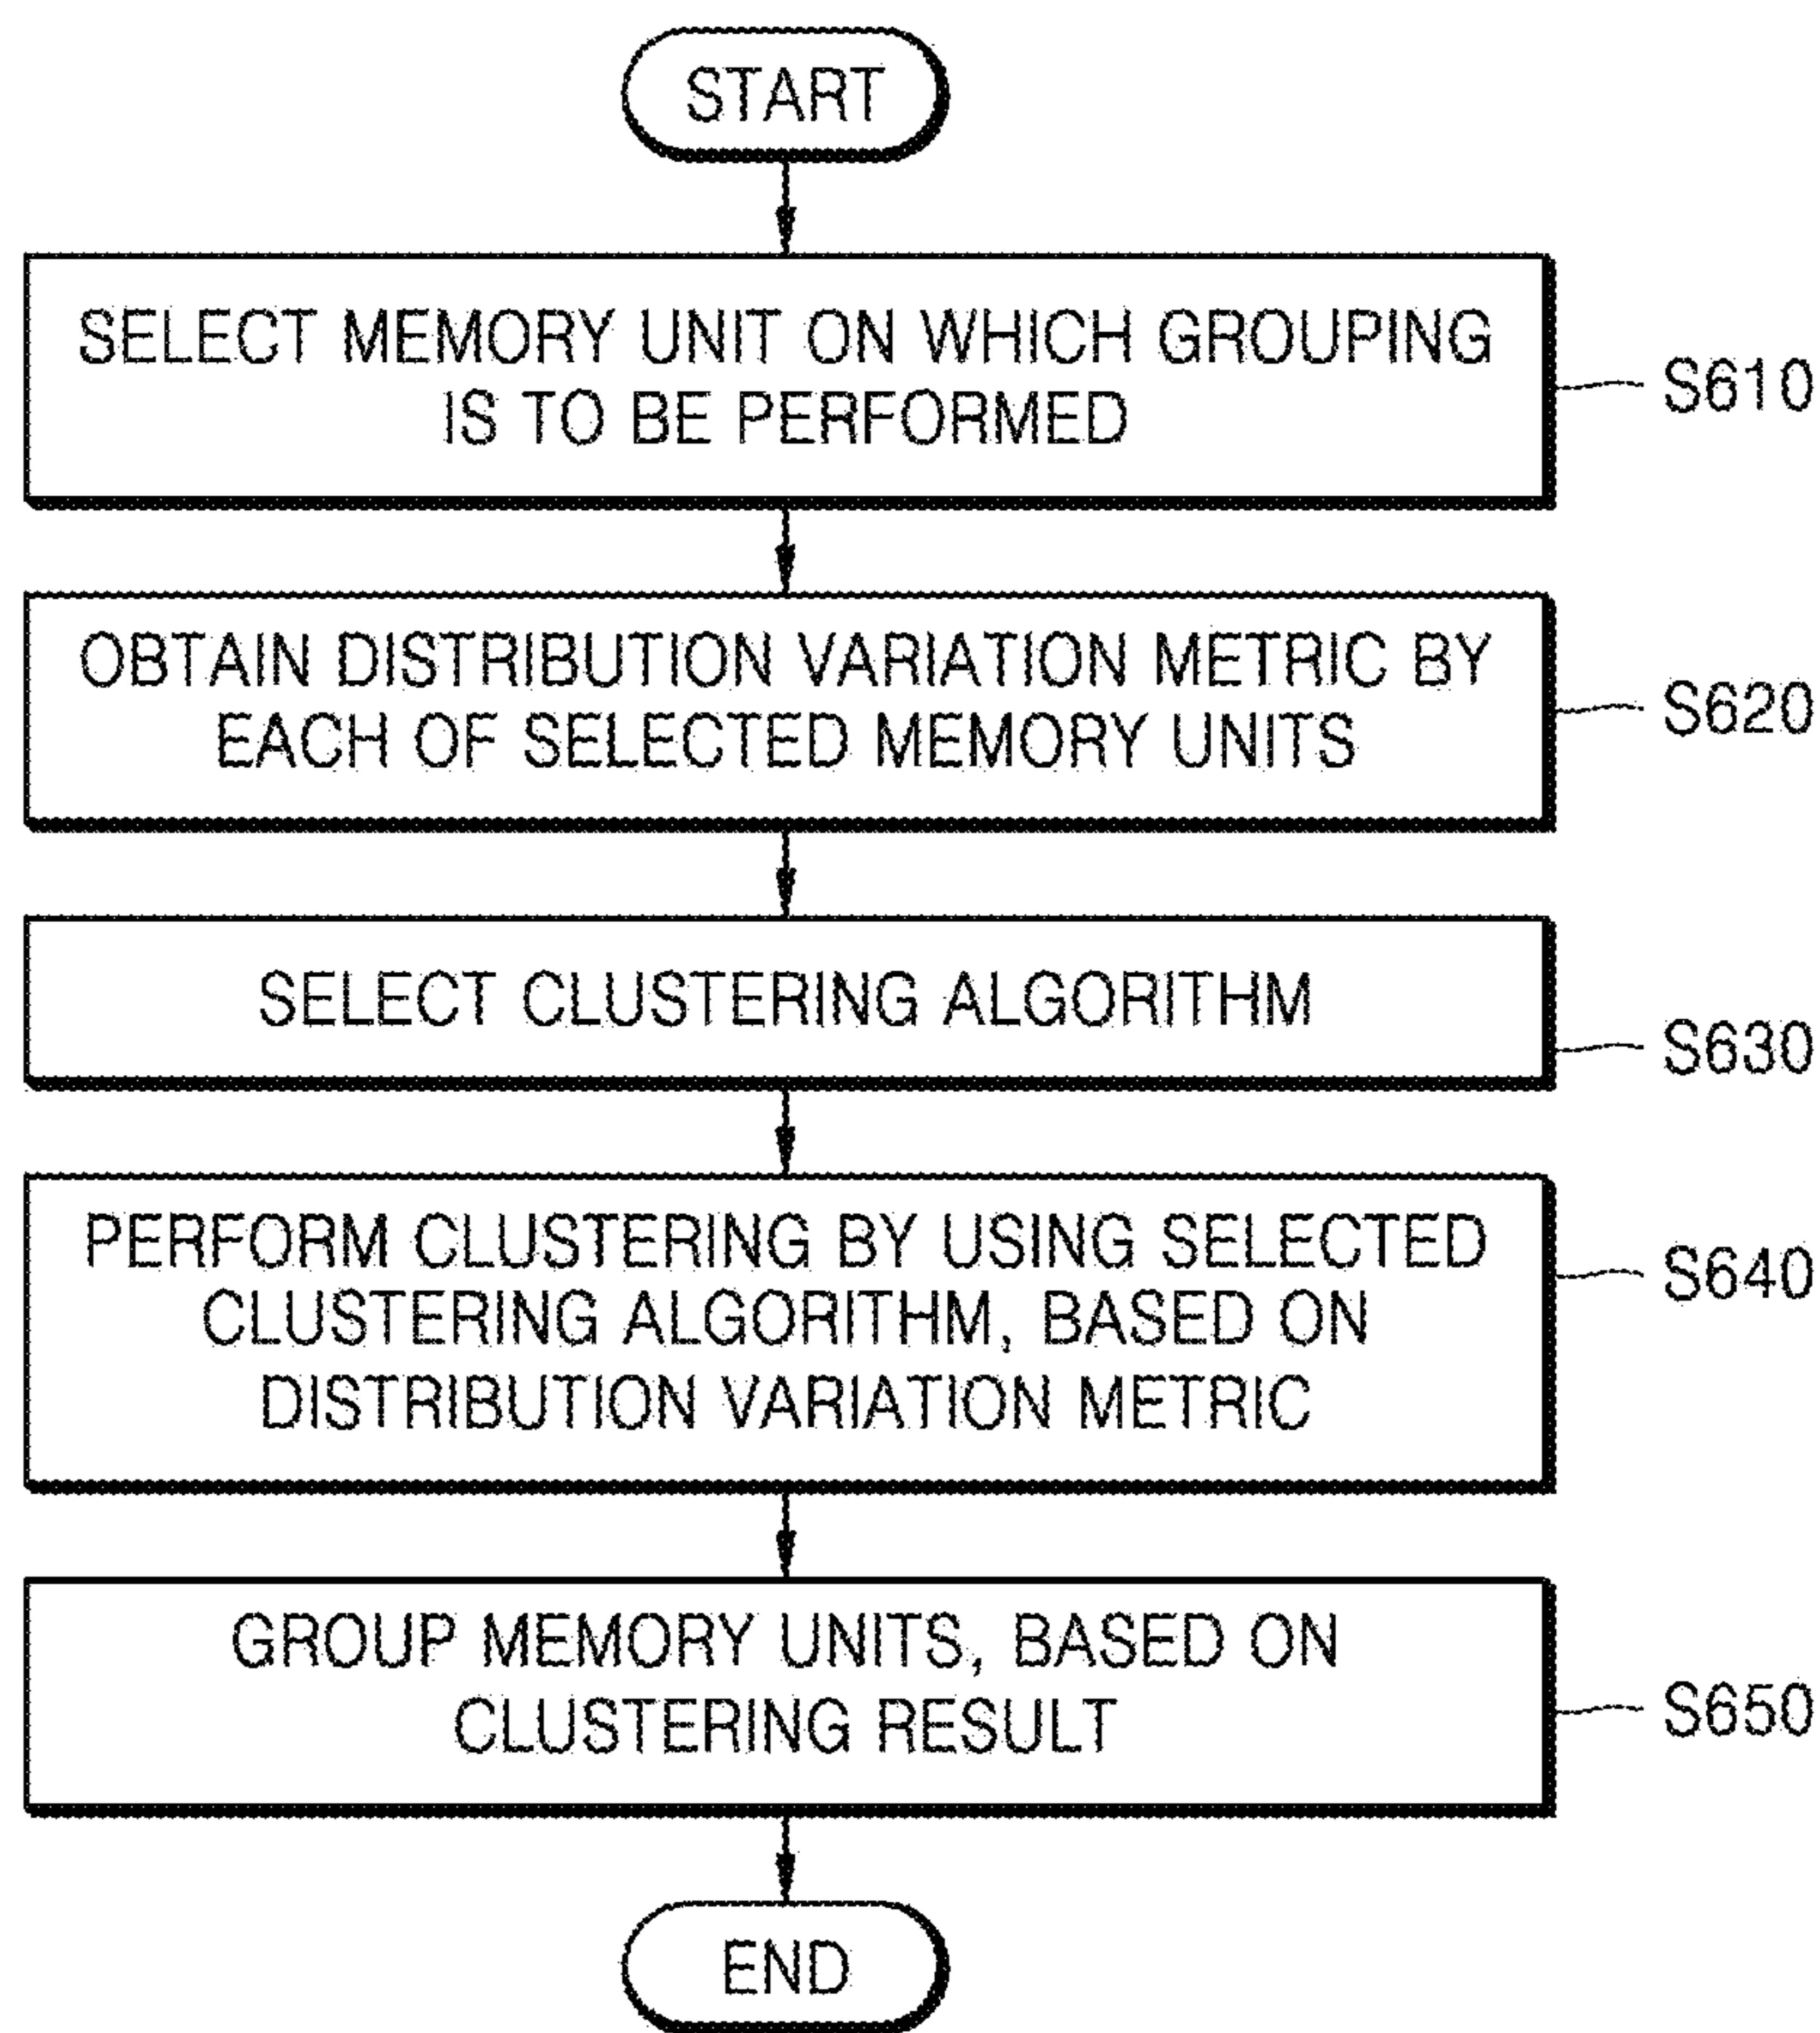 START
SELECT MEMORY UNIT ON WHICH GROUPING
IS TO BE PERFORMED
S610
OBTAIN DISTRIBUTION VARIATION METRIC BY
EACH OF SELECTED MEMORY UNITS
S620
SELECT CLUSTERING ALGORITHM
S630
PERFORM CLUSTERING BY USING SELECTED
CLUSTERING ALGORITHM, BASED ON
DISTRIBUTION VARIATION METRIC
S640
GROUP MEMORY UNITS, BASED ON
CLUSTERING RESULT
S650
END